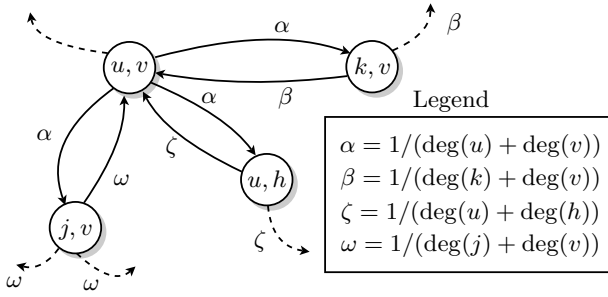 α
β
u, v
k, v
α
β
Legend
α
ζ
ω
u, h
j, v
ζ
ω
ω
α = 1/(deg(u) + deg(v))
β = 1/(deg(k) + deg(v))
ζ = 1/(deg(u) + deg(h))
ω = 1/(deg(j) + deg(v))